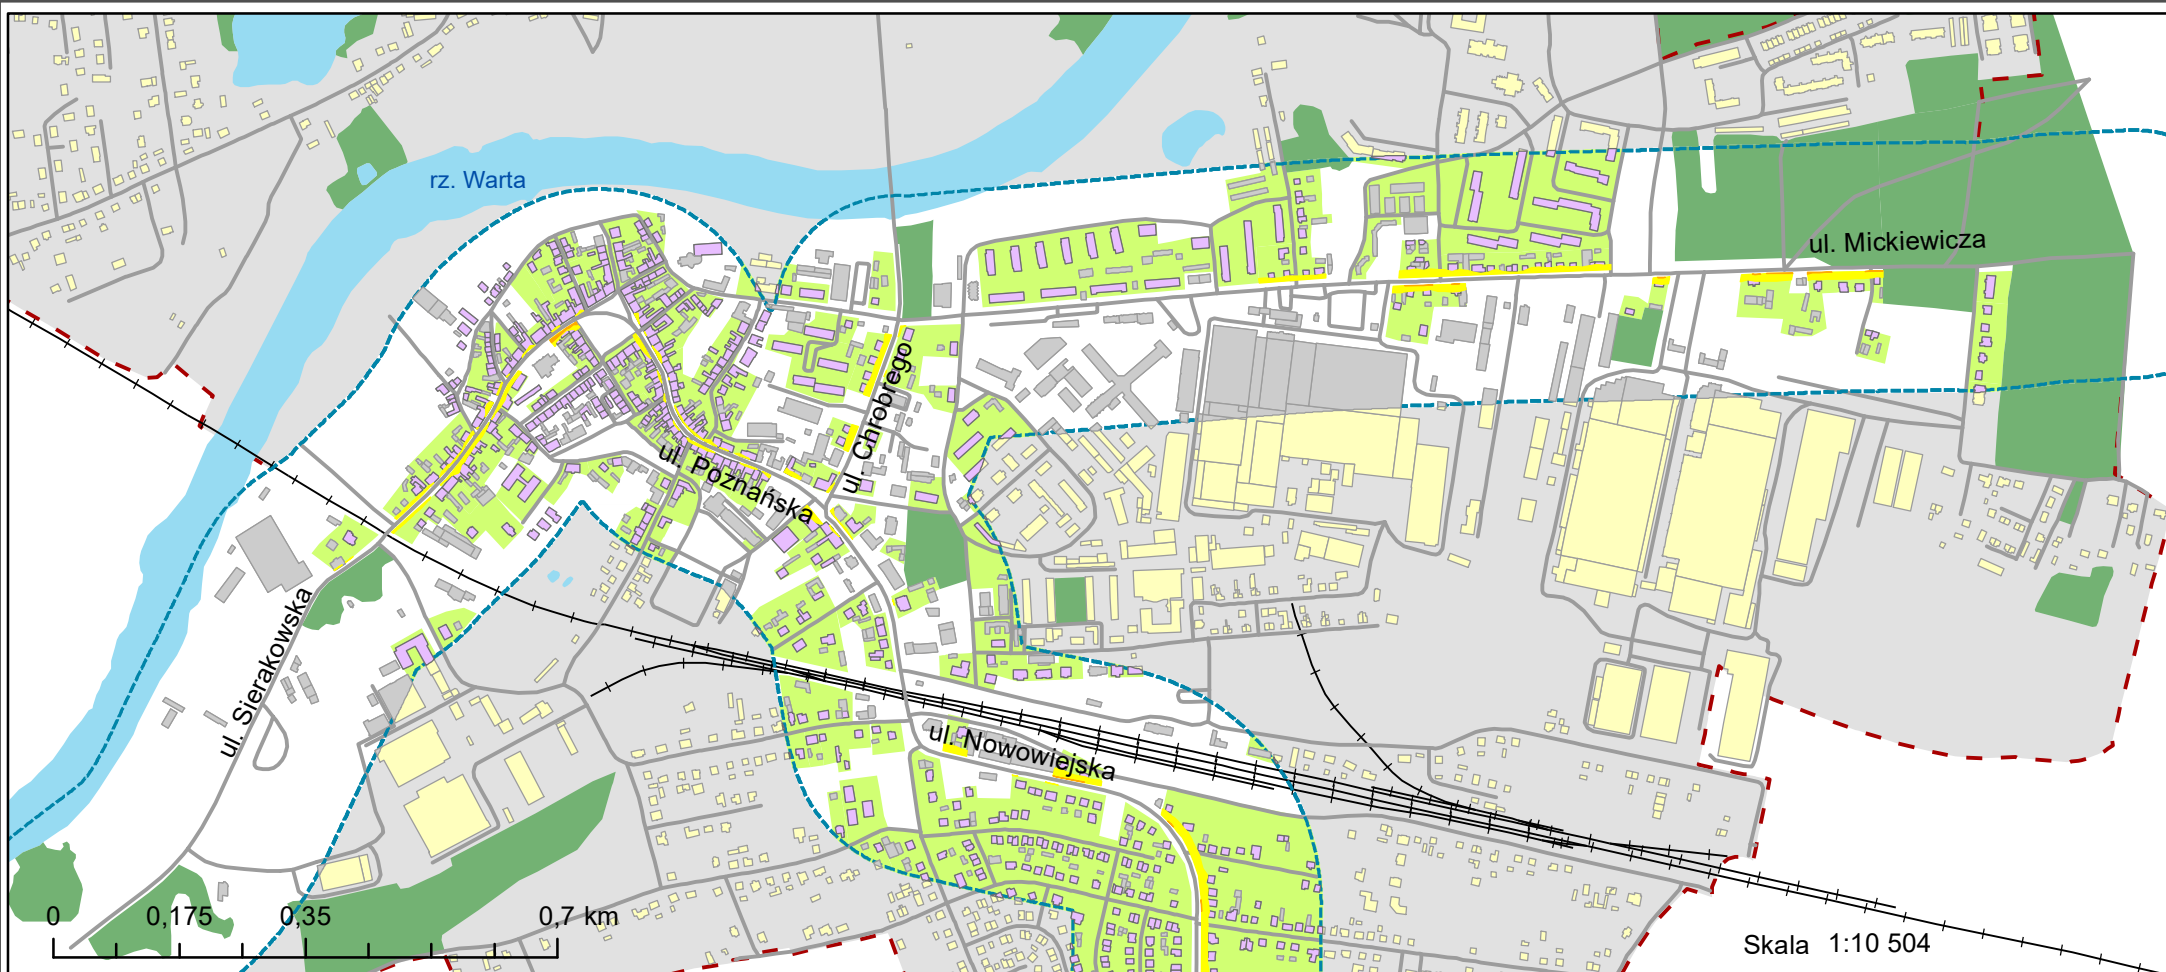 rz. Warta
ul. Mickiewicza
ul. Chrobrego
ul. Poznańska
ul. Sierakowska
ul. Nowowiejska
0 0,175 0,35 0,7 km
Skala 1:10 504